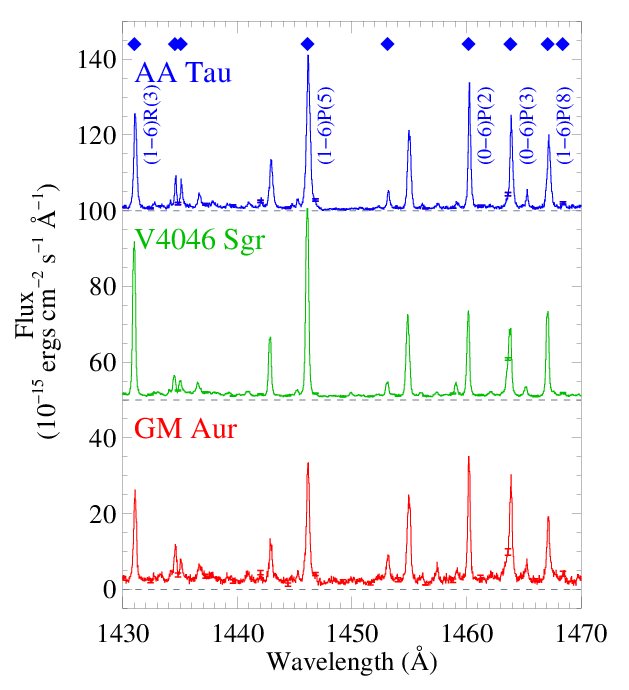 140
120
100
80
60
40
20
0
Flux
(10⁻¹⁵ ergs cm⁻² s⁻¹ Å⁻¹)
AA Tau
(1−6)R(3)
(1−6)P(5)
(0−6)P(2)
(0−6)P(3)
(1−6)P(8)
V4046 Sgr
GM Aur
1430 1440 1450 1460 1470
Wavelength (Å)